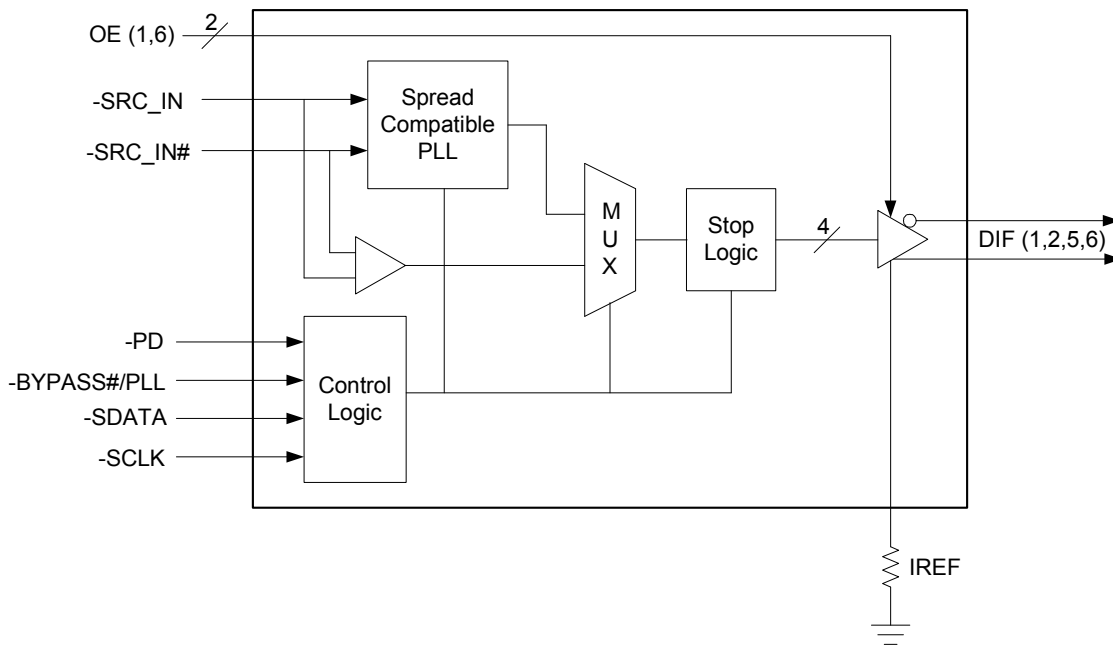 OE (1,6)
2
-SRC_IN
-SRC_IN#
Spread
Compatible
PLL
M
U
X
Stop
Logic
4
DIF (1,2,5,6)
-PD
-BYPASS#/PLL
-SDATA
-SCLK
Control
Logic
IREF